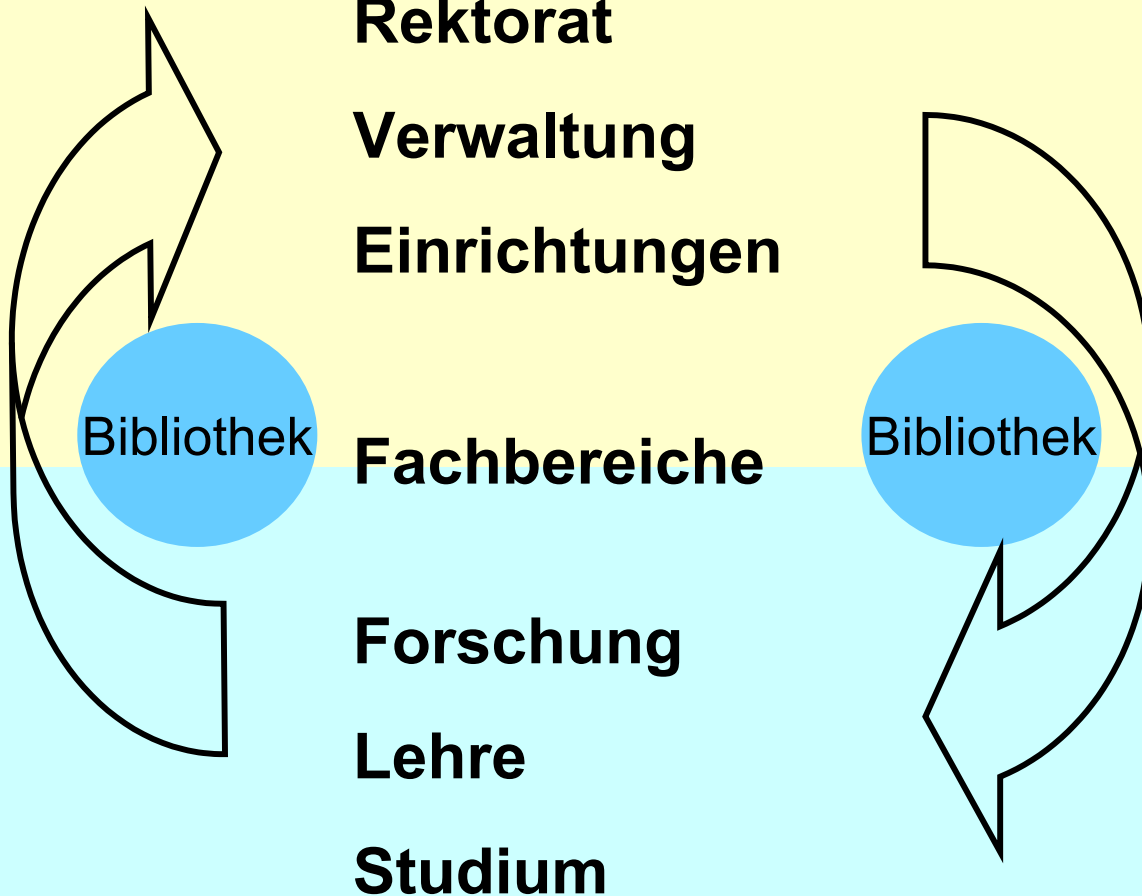 Rektorat
Verwaltung
Einrichtungen
Bibliothek
Bibliothek
Fachbereiche
Forschung
Lehre
Studium